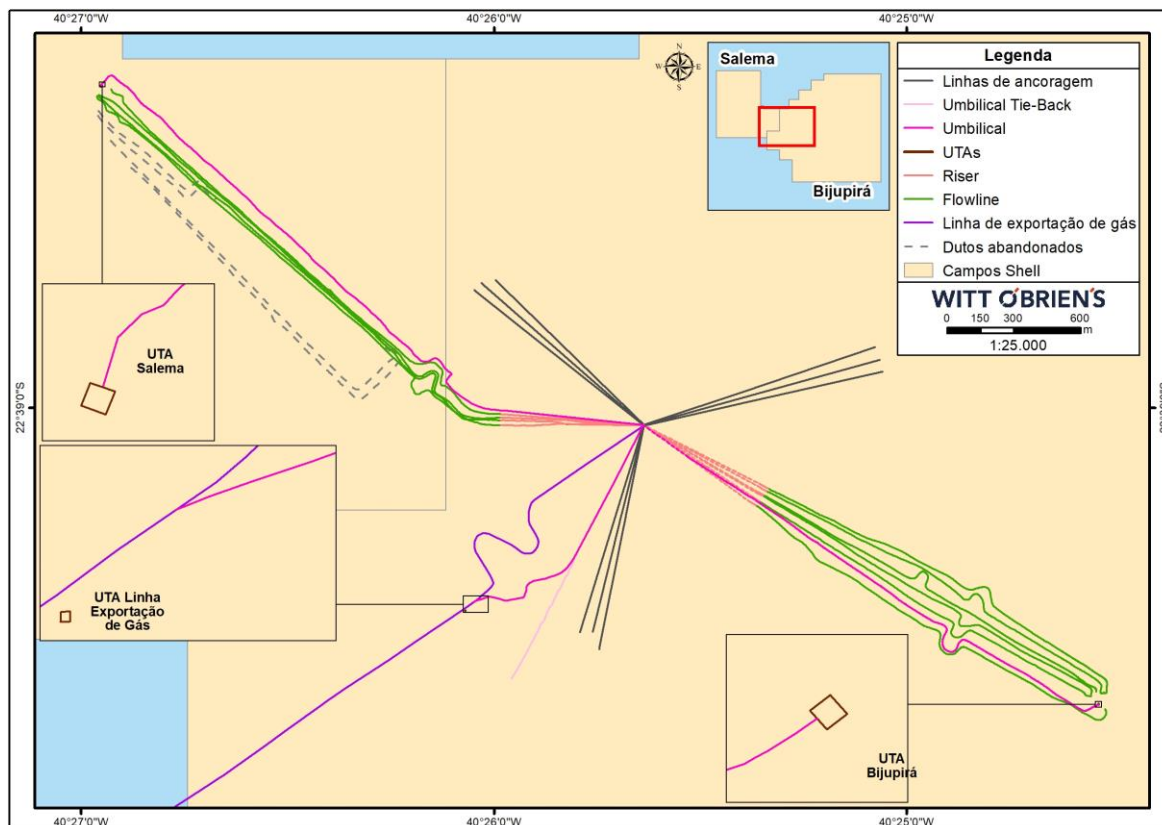 40°27'0"W
40°26'0"W
40°25'0"W
N
W
E
S
Salema
Bijupirá
Legenda
Linhas de ancoragem
Umbilical Tie-Back
Umbilical
UTAs
Riser
Flowline
Linha de exportação de gás
Dutos abandonados
Campos Shell
WITT O'BRIEN'S
0 150 300 600
m
1:25.000
22°39'0"S
UTA
Salema
UTA Linha
Exportação
de Gás
UTA
Bijupirá
40°27'0"W
40°26'0"W
40°25'0"W